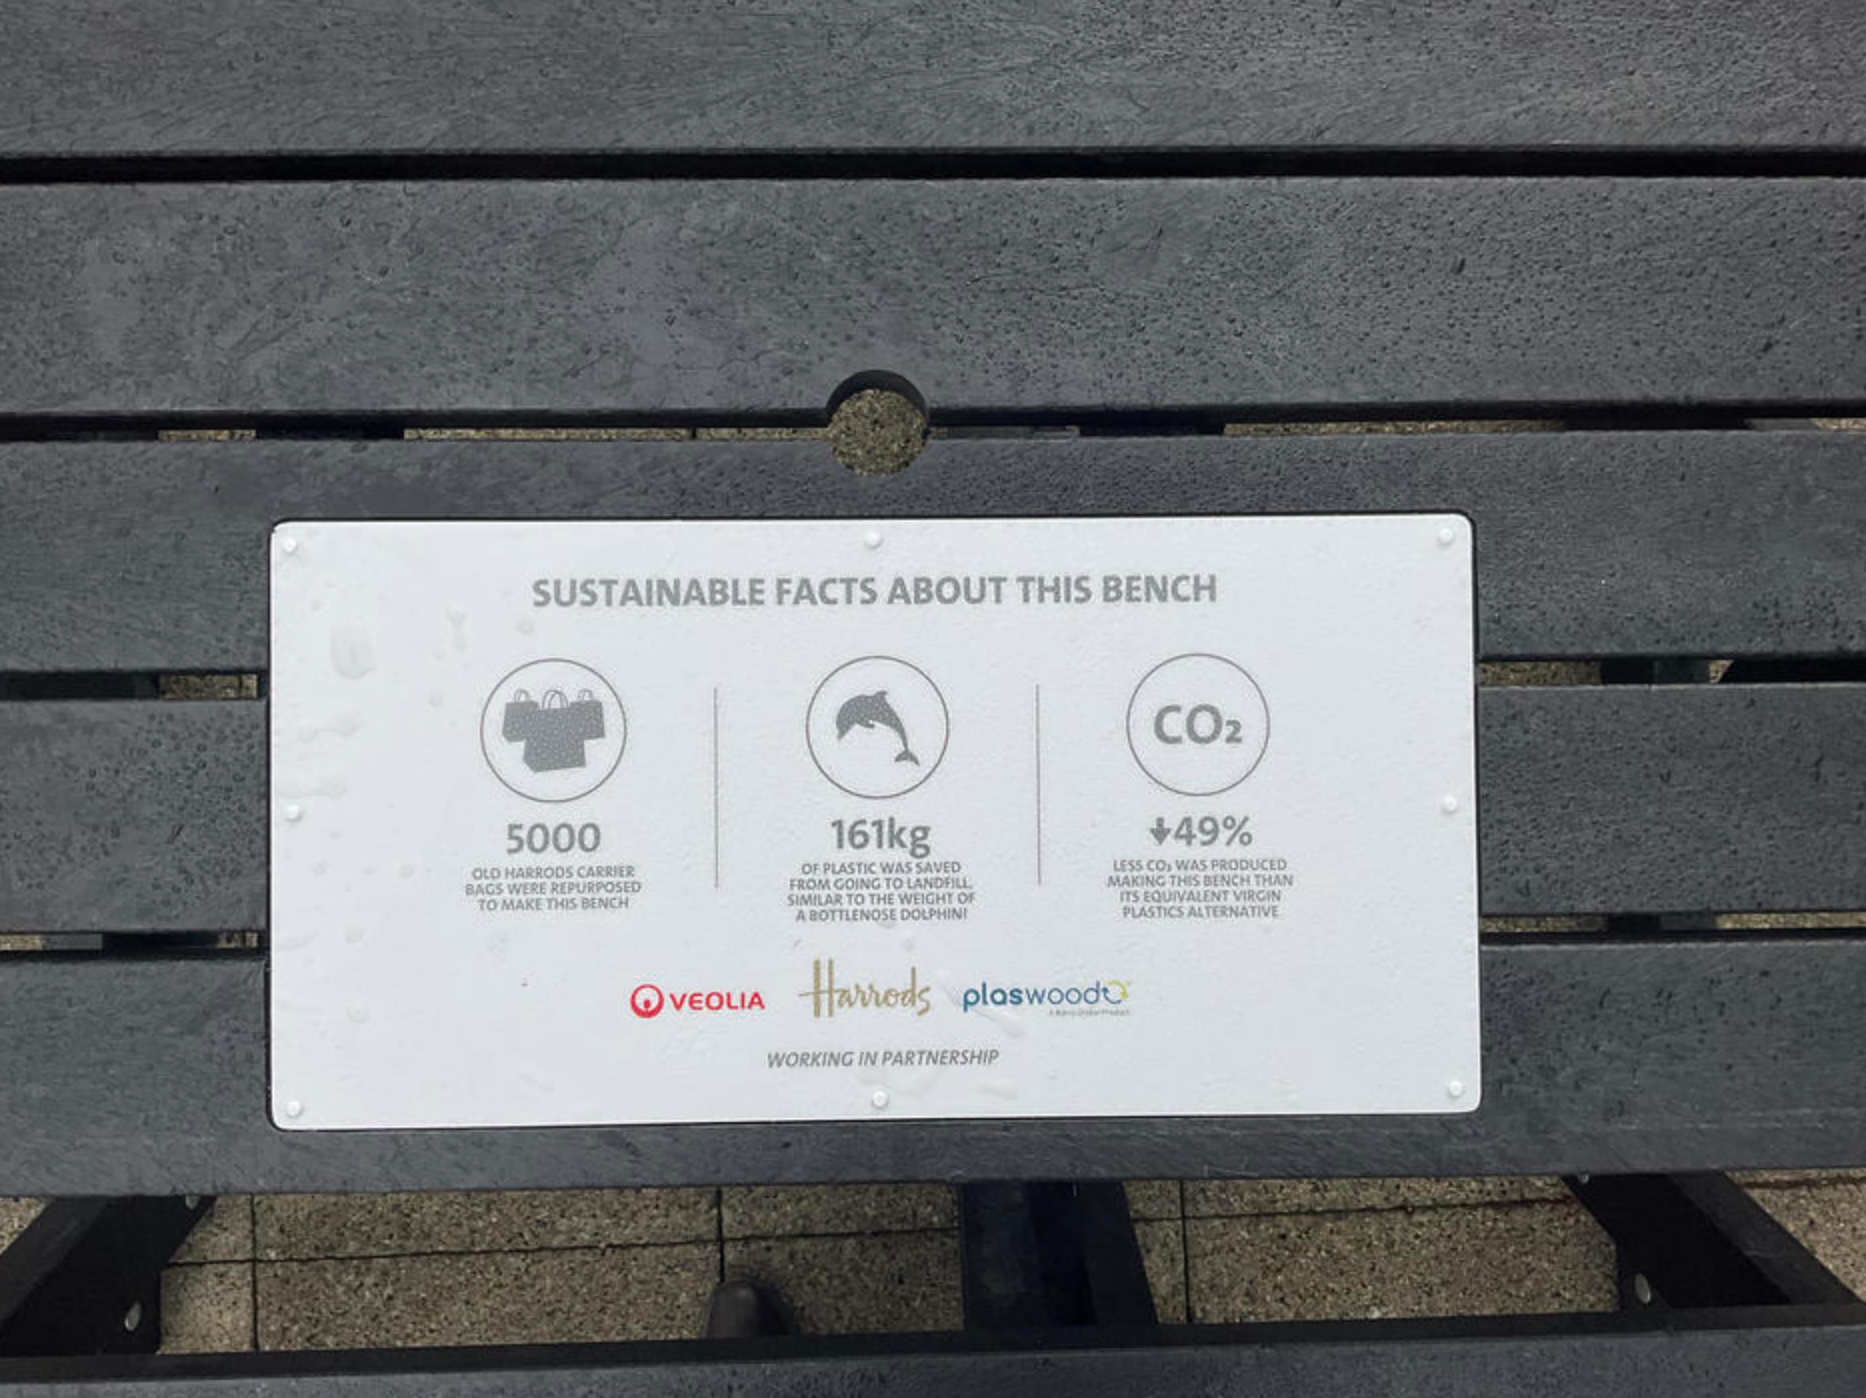 SUSTAINABLE FACTS ABOUT THIS BENCH
CO₂
5000
OLD HARRODS CARRIER
BAGS WERE REPURPOSED
TO MAKE THIS BENCH
161kg
OF PLASTIC WAS SAVED
FROM GOING TO LANDFILL,
SIMILAR TO THE WEIGHT OF
A BOTTLENOSE DOLPHIN!
49%
LESS CO₂ WAS PRODUCED
MAKING THIS BENCH THAN
ITS EQUIVALENT VIRGIN
PLASTICS ALTERNATIVE
VEOLIA
Harrods
plaswood
WORKING IN PARTNERSHIP